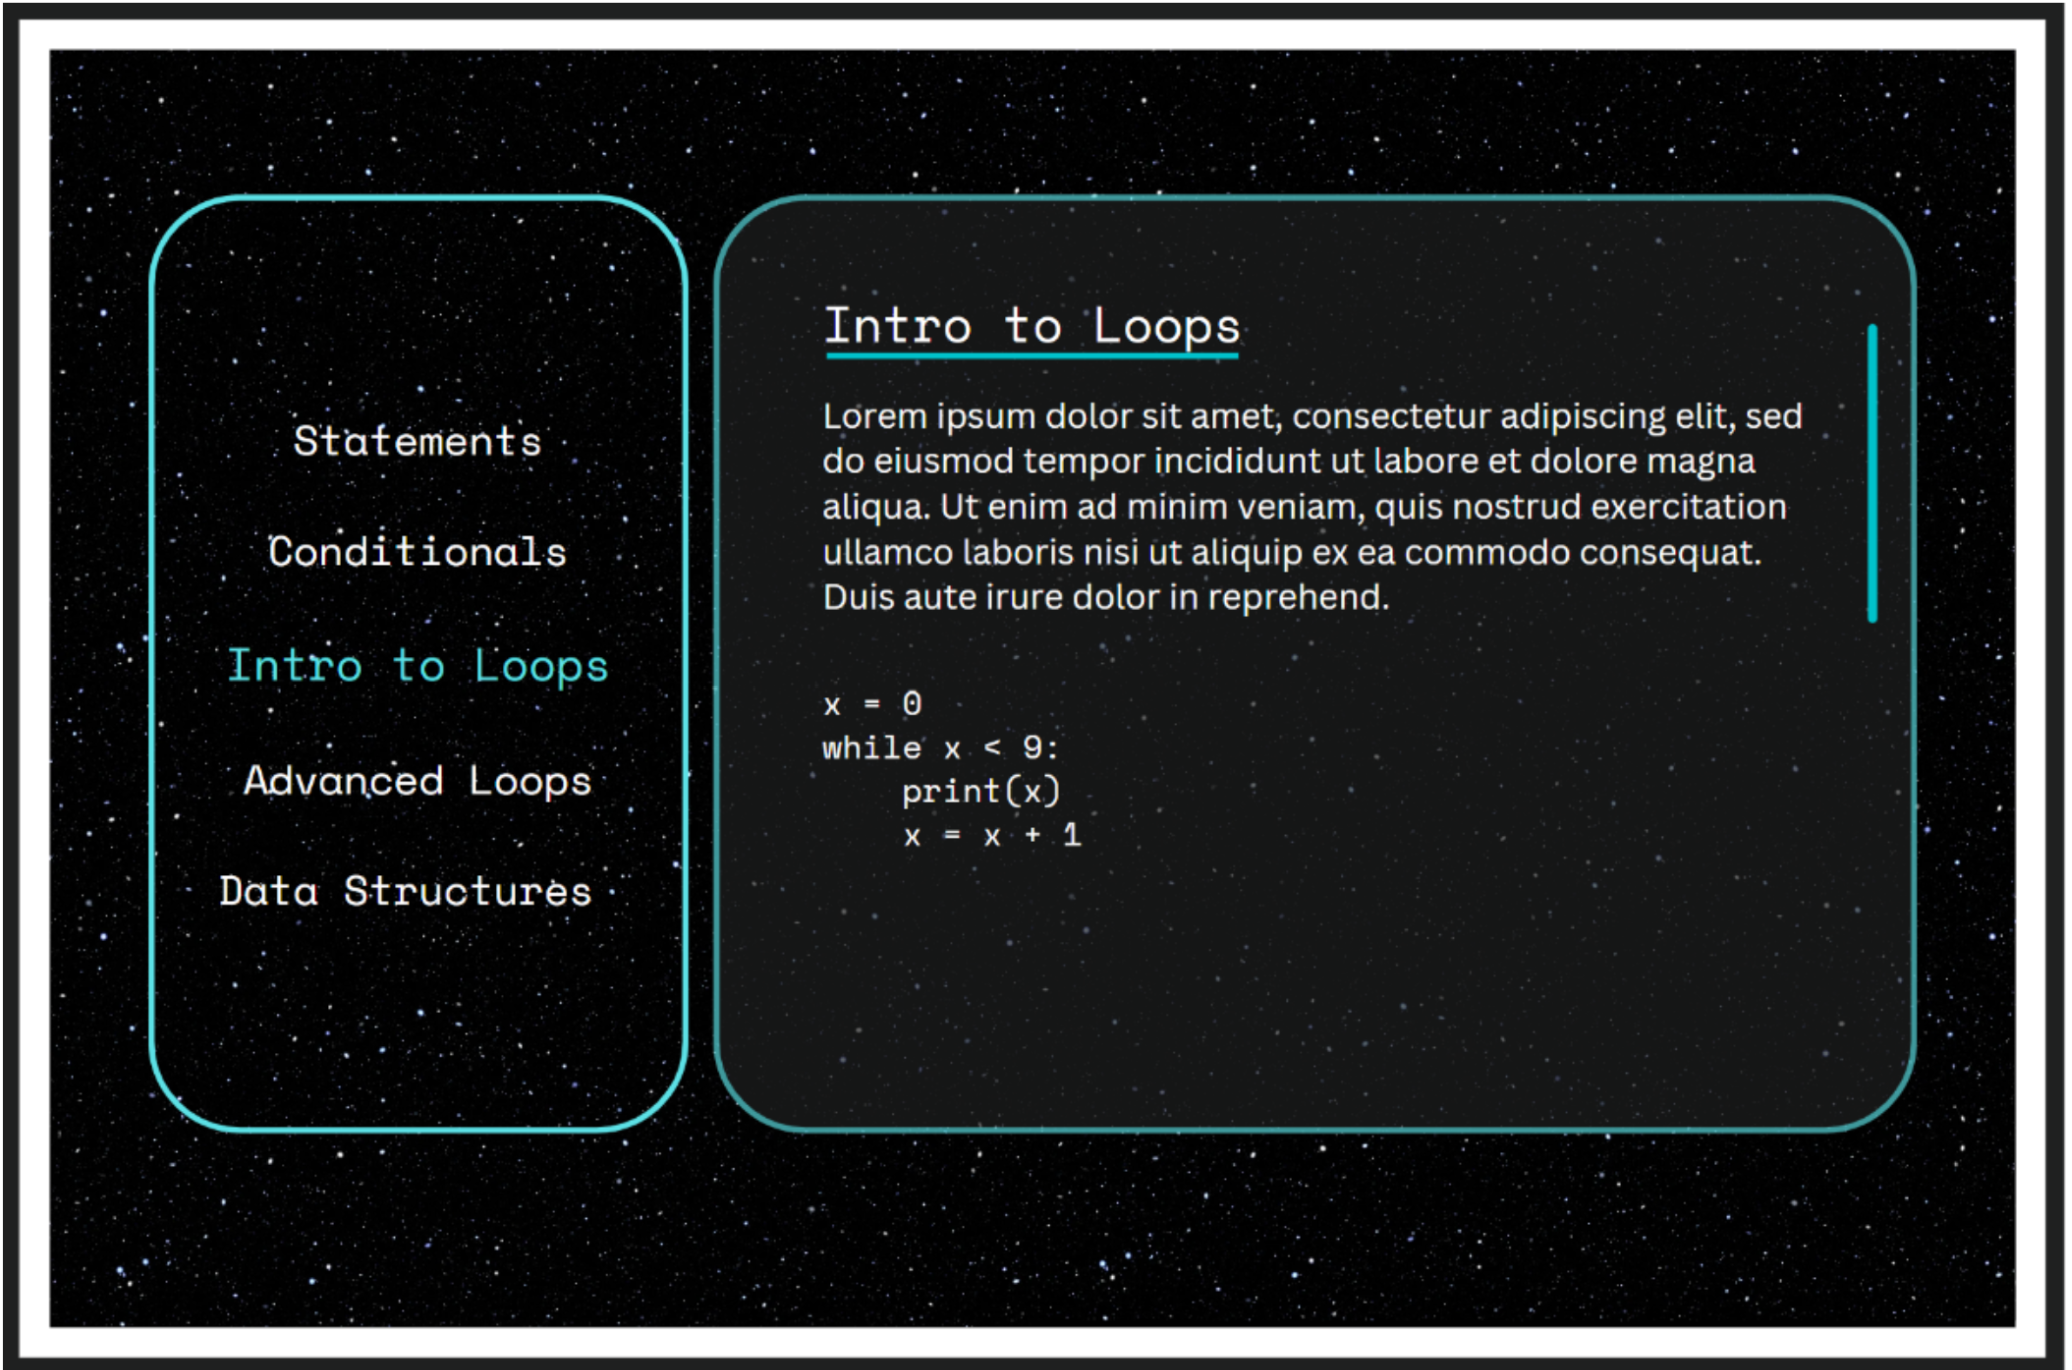 Statements
Conditionals
Intro to Loops
Advanced Loops
Data Structures
Intro to Loops
Lorem ipsum dolor sit amet, consectetur adipiscing elit, sed
do eiusmod tempor incididunt ut labore et dolore magna
aliqua. Ut enim ad minim veniam, quis nostrud exercitation
ullamco laboris nisi ut aliquip ex ea commodo consequat.
Duis aute irure dolor in reprehend.
x = 0
while x < 9:
    print(x)
    x = x + 1